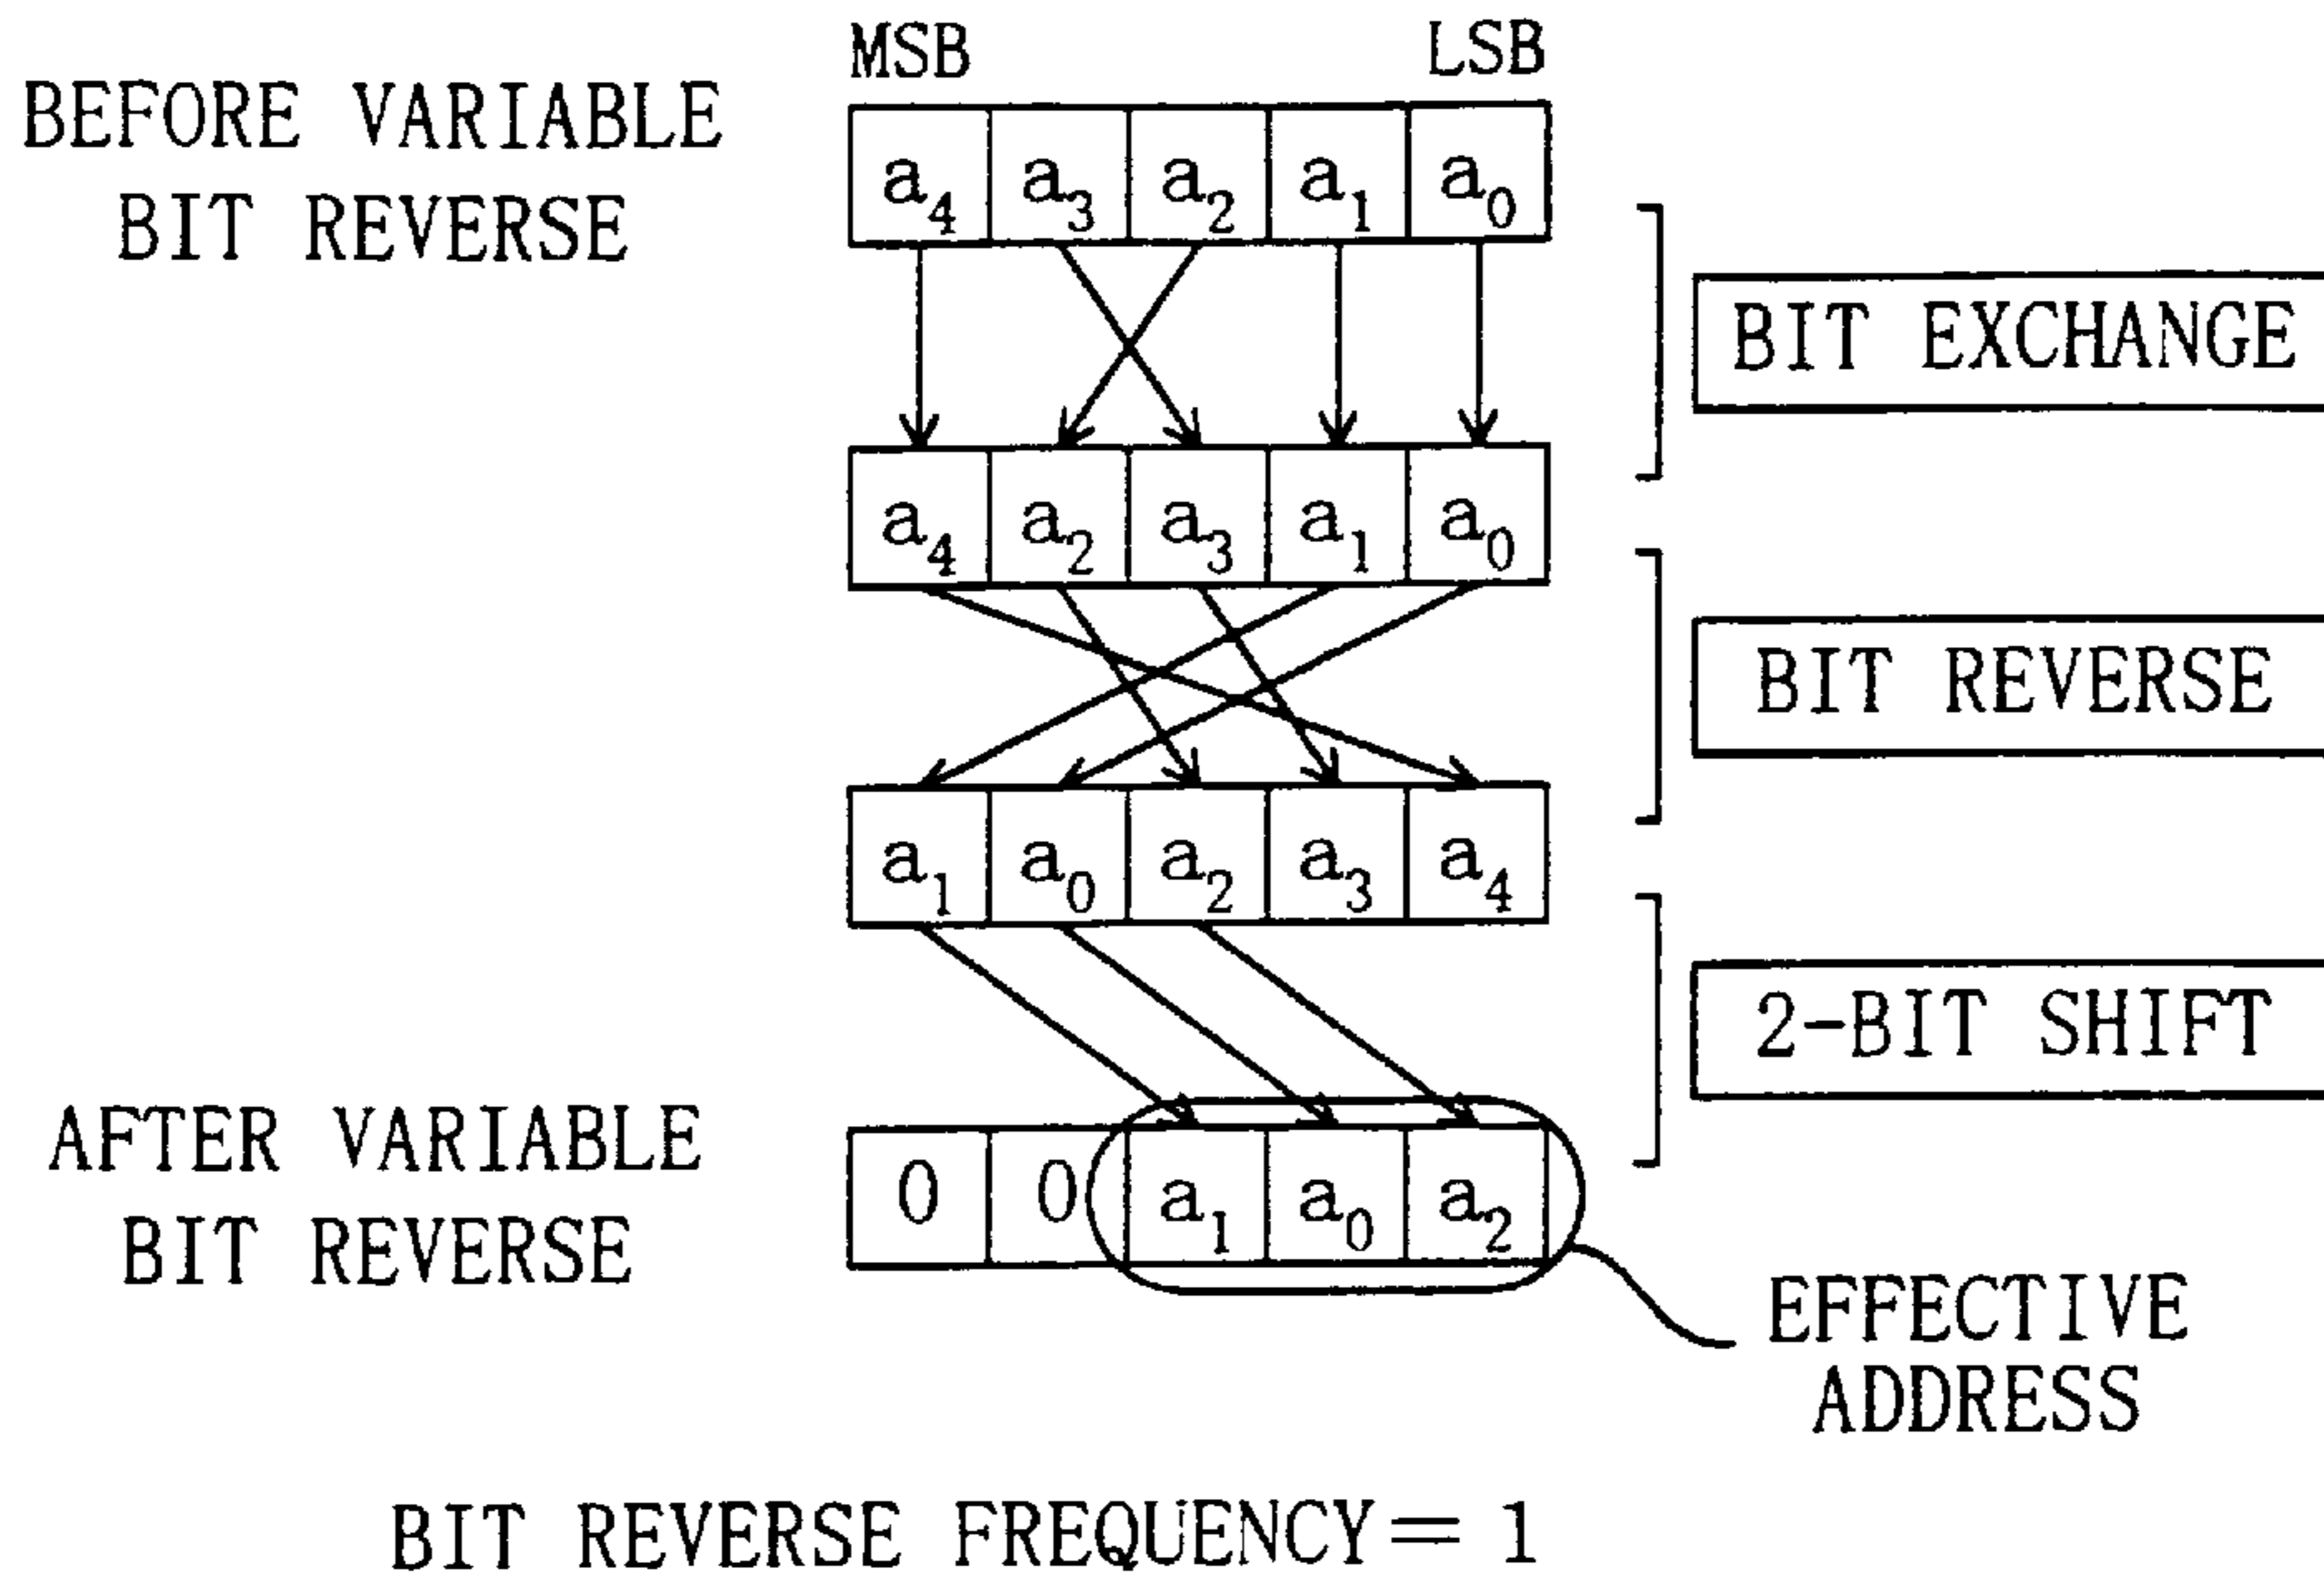 MSB LSB
BEFORE VARIABLE
BIT REVERSE
a4 a3 a2 a1 a0
BIT EXCHANGE
a4 a2 a3 a1 a0
BIT REVERSE
a1 a0 a2 a3 a4
2-BIT SHIFT
AFTER VARIABLE
BIT REVERSE
0 0 a1 a0 a2
EFFECTIVE
ADDRESS
BIT REVERSE FREQUENCY = 1